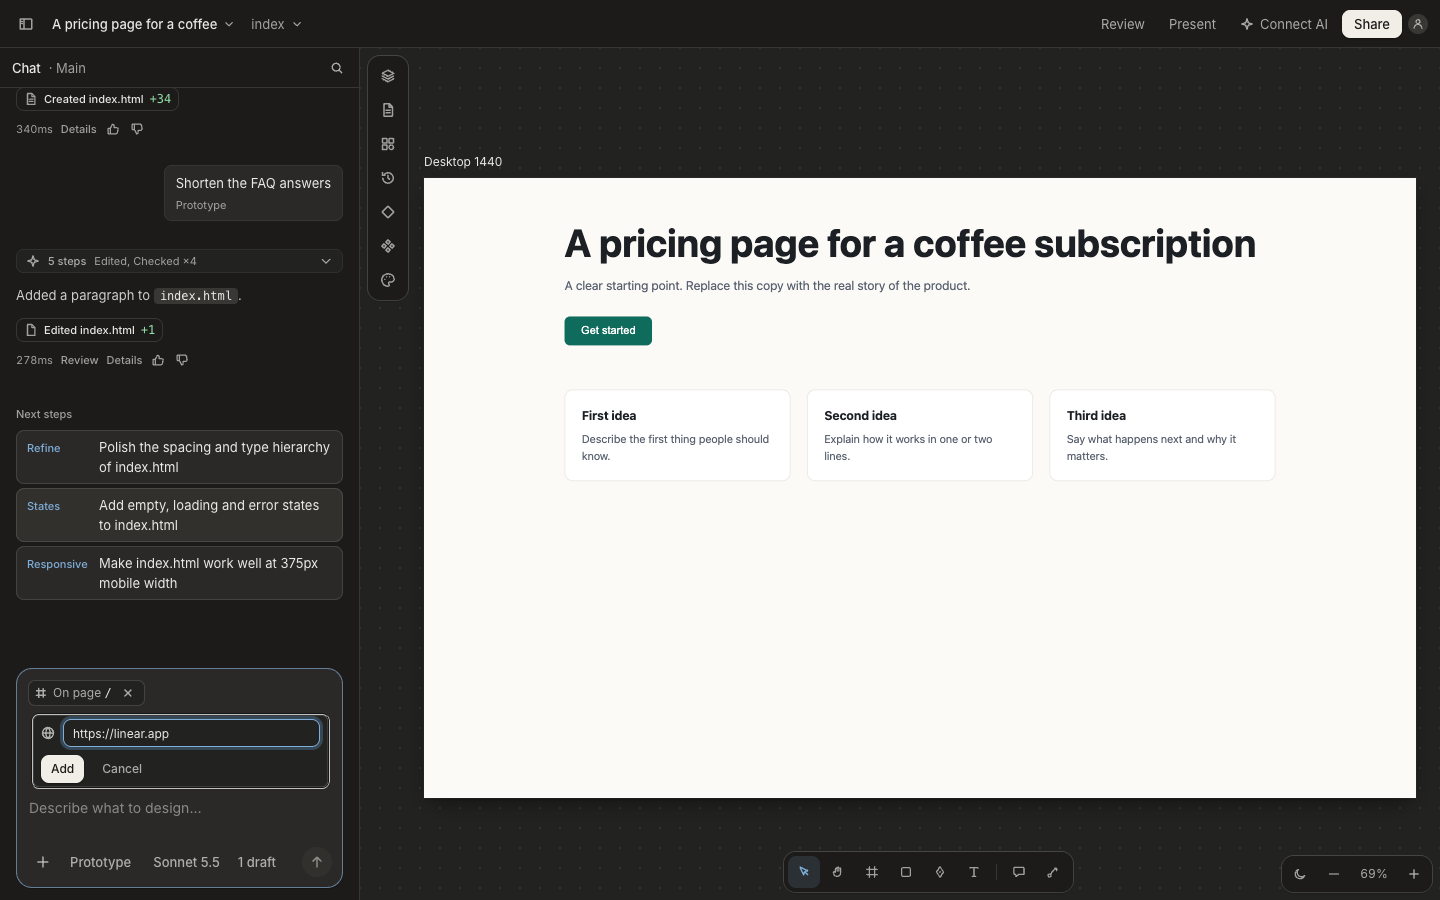 A pricing page for a coffee
index
Review
Present
Connect AI
Share
Chat · Main
Created index.html +34
340ms Details
Shorten the FAQ answers
Prototype
5 steps Edited, Checked ×4
Added a paragraph to index.html.
Edited index.html +1
278ms Review Details
Next steps
Refine
Polish the spacing and type hierarchy
of index.html
States
Add empty, loading and error states
to index.html
Responsive
Make index.html work well at 375px
mobile width
On page /
https://linear.app
Add
Cancel
Describe what to design...
Prototype
Sonnet 5.5
1 draft
Desktop 1440
A pricing page for a coffee subscription
A clear starting point. Replace this copy with the real story of the product.
Get started
First idea
Describe the first thing people should
know.
Second idea
Explain how it works in one or two
lines.
Third idea
Say what happens next and why it
matters.
69%